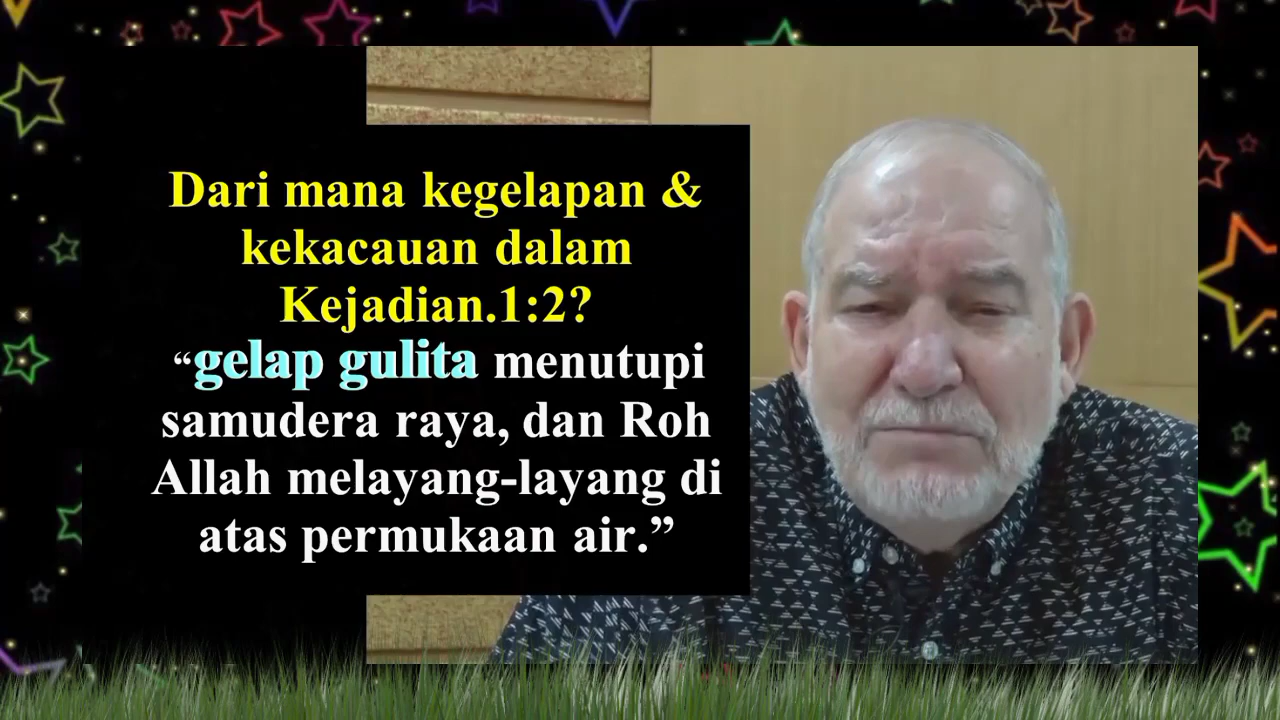 Dari mana kegelapan &
kekacauan dalam
Kejadian.1:2?
“gelap gulita menutupi
samudera raya, dan Roh
Allah melayang-layang di
atas permukaan air.”